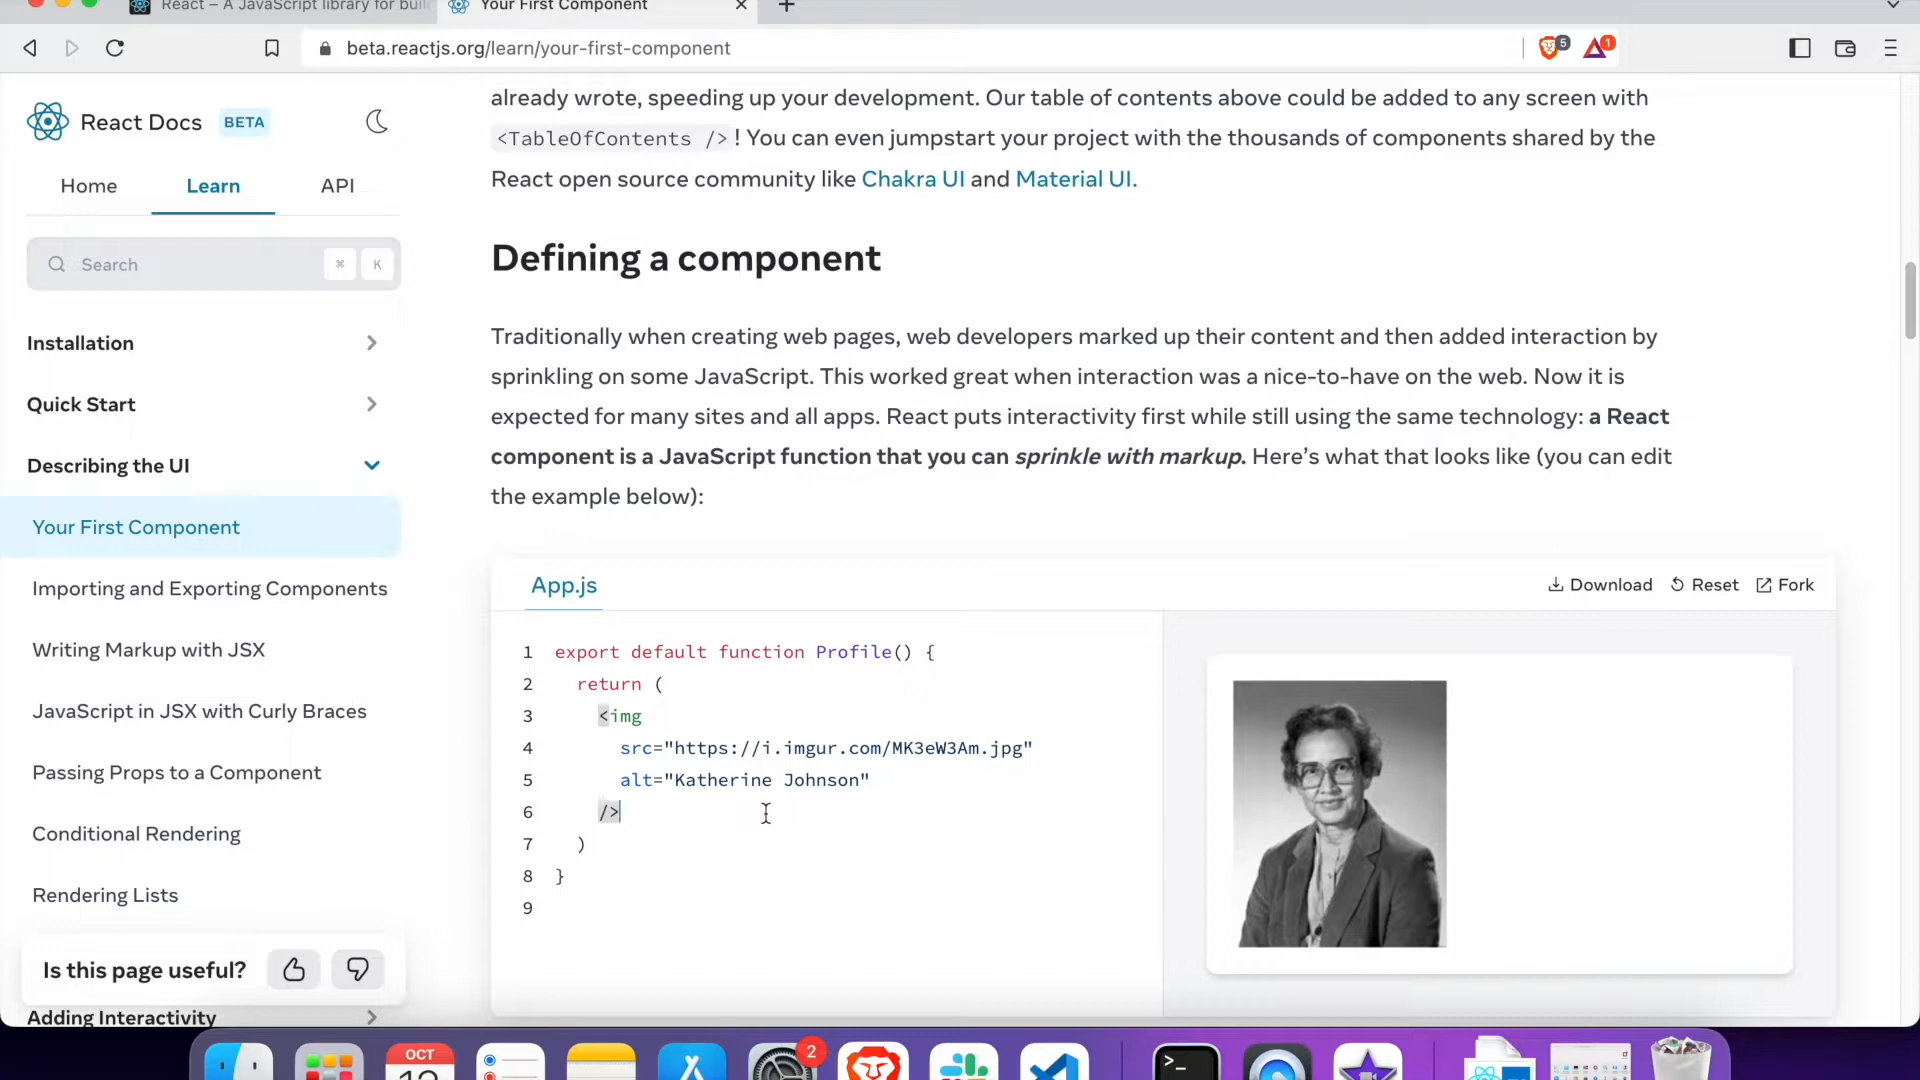 React – A JavaScript library for buil
Your First Component
beta.reactjs.org/learn/your-first-component
5
1
React Docs
BETA
Home
Learn
API
Search
⌘
K
Installation
Quick Start
Describing the UI
Your First Component
Importing and Exporting Components
Writing Markup with JSX
JavaScript in JSX with Curly Braces
Passing Props to a Component
Conditional Rendering
Rendering Lists
Is this page useful?
Adding Interactivity
already wrote, speeding up your development. Our table of contents above could be added to any screen with
<TableOfContents />! You can even jumpstart your project with the thousands of components shared by the
React open source community like Chakra UI and Material UI.
Defining a component
Traditionally when creating web pages, web developers marked up their content and then added interaction by
sprinkling on some JavaScript. This worked great when interaction was a nice-to-have on the web. Now it is
expected for many sites and all apps. React puts interactivity first while still using the same technology: a React
component is a JavaScript function that you can sprinkle with markup. Here’s what that looks like (you can edit
the example below):
App.js
Download
Reset
Fork
1 export default function Profile() {
2 return (
3 <img
4 src="https://i.imgur.com/MK3eW3Am.jpg"
5 alt="Katherine Johnson"
6 />
7 )
8 }
9
OCT
2
>_